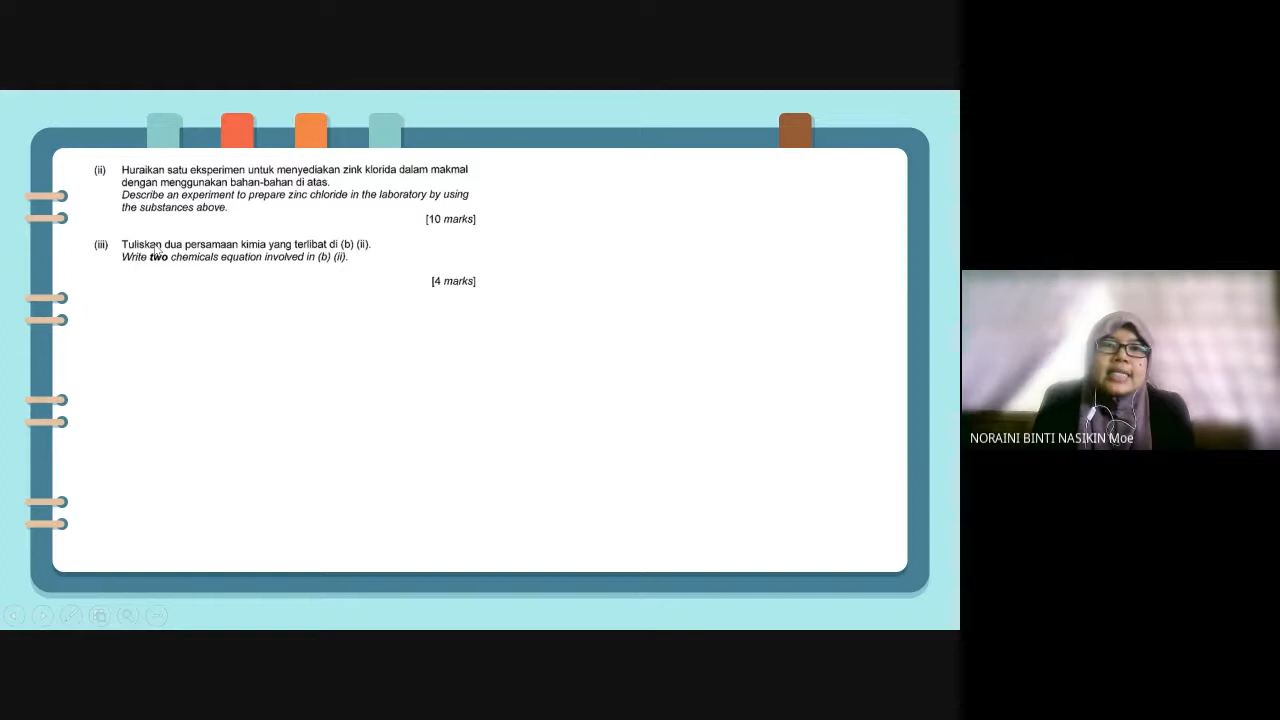 (ii) Huraikan satu eksperimen untuk menyediakan zink klorida dalam makmal
dengan menggunakan bahan-bahan di atas.
Describe an experiment to prepare zinc chloride in the laboratory by using
the substances above.
[10 marks]
(iii) Tuliskan dua persamaan kimia yang terlibat di (b) (ii).
Write two chemicals equation involved in (b) (ii).
[4 marks]
NORAINI BINTI NASIKIN Moe